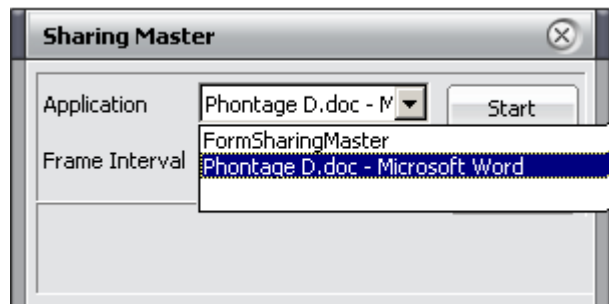 Sharing Master
Application
Phontage D.doc - M
Start
FormSharingMaster
Frame Interval
Phontage D.doc - Microsoft Word